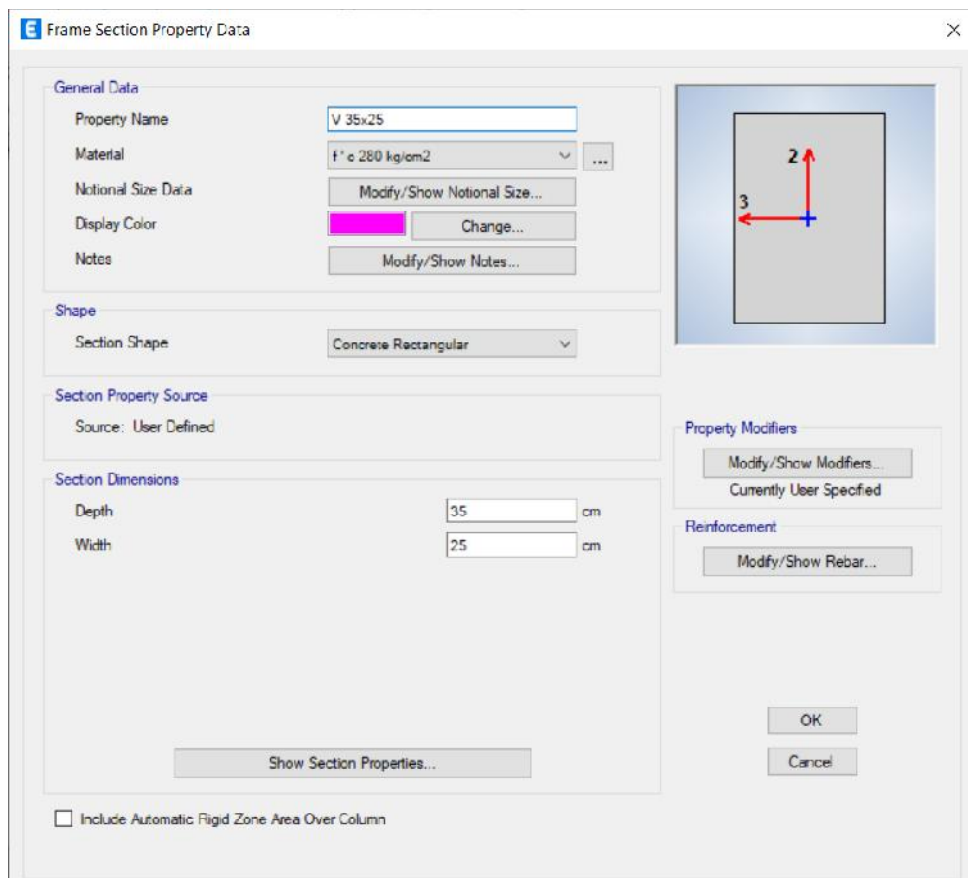 E Frame Section Property Data
General Data
Property Name V 35x25
Material f'c 280 kg/cm2 ...
Notional Size Data Modify/Show Notional Size...
Display Color Change...
Notes Modify/Show Notes...
Shape
Section Shape Concrete Rectangular
Section Property Source
Source: User Defined
Section Dimensions
Depth 35 cm
Width 25 cm
Show Section Properties...
Include Automatic Rigid Zone Area Over Column
2
3
Property Modifiers
Modify/Show Modifiers...
Currently User Specified
Reinforcement
Modify/Show Rebar...
OK
Cancel